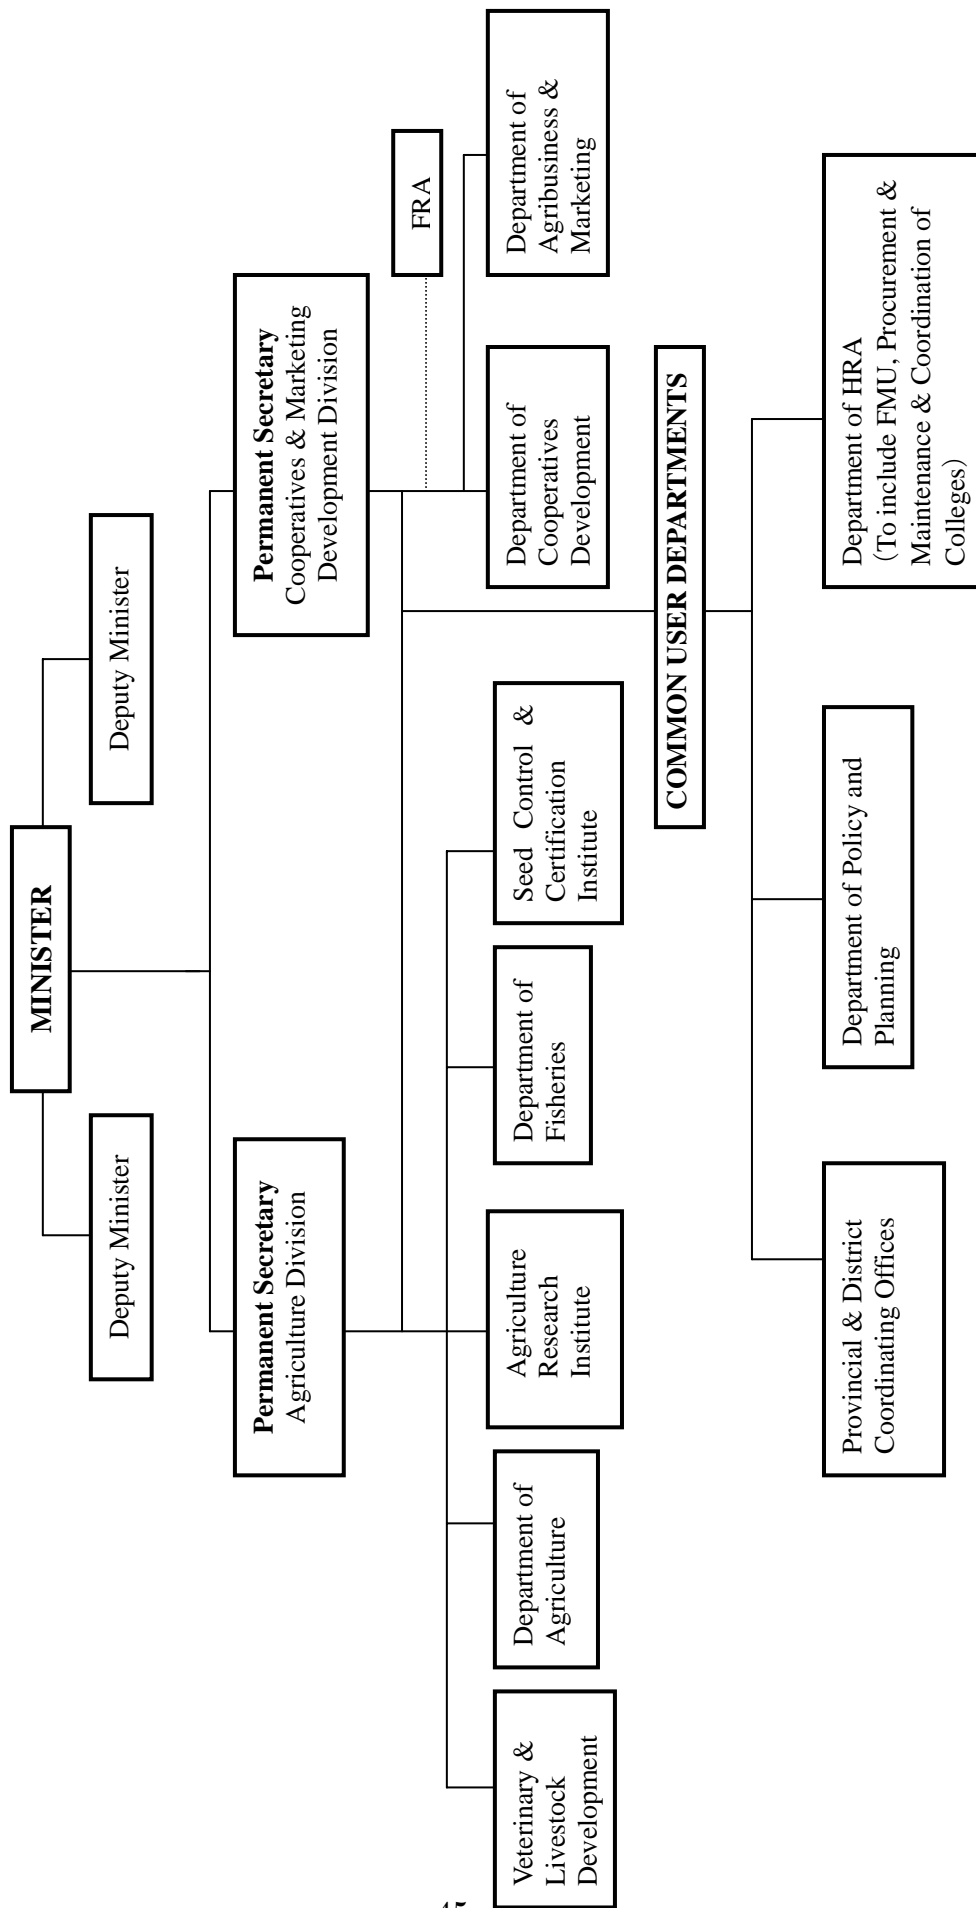 MINISTER
Deputy Minister
Deputy Minister
Permanent Secretary
Agriculture Division
Permanent Secretary
Cooperatives & Marketing
Development Division
FRA
Veterinary &
Livestock
Development
Department of
Agriculture
Agriculture
Research
Institute
Department of
Fisheries
Seed Control &
Certification
Institute
Department of
Cooperatives
Development
Department of
Agribusiness &
Marketing
COMMON USER DEPARTMENTS
Provincial & District
Coordinating Offices
Department of Policy and
Planning
Department of HRA
(To include FMU, Procurement &
Maintenance & Coordination of
Colleges)